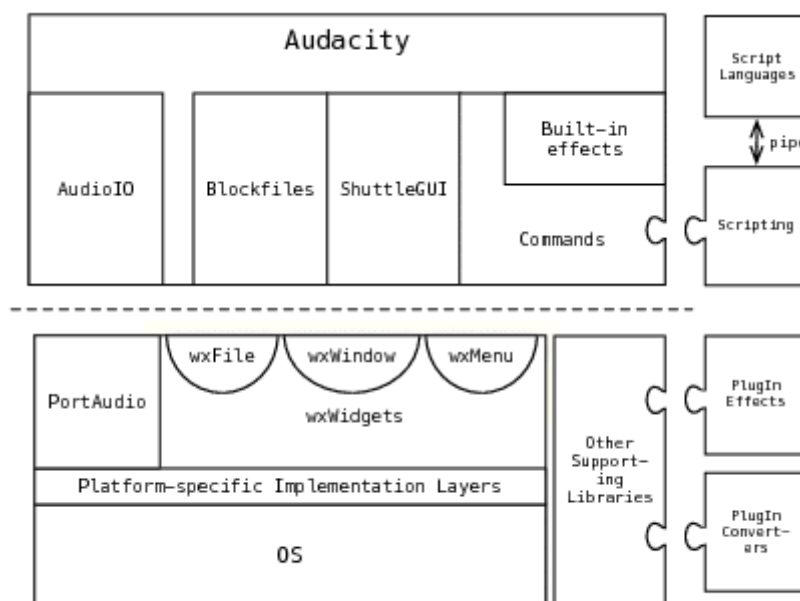 Audacity
Script
Languages
pipe
AudioIO
Blockfiles
ShuttleGUI
Built-in
effects
Commands
Scripting
PortAudio
wxFile
wxWindow
wxMenu
wxWidgets
Platform-specific Implementation Layers
OS
Other
Support-
ing
Libraries
PlugIn
Effects
PlugIn
Convert-
ers